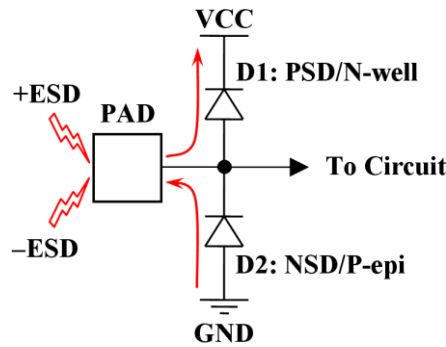 VCC
D1: PSD/N-well
+ESD
PAD
To Circuit
–ESD
D2: NSD/P-epi
GND